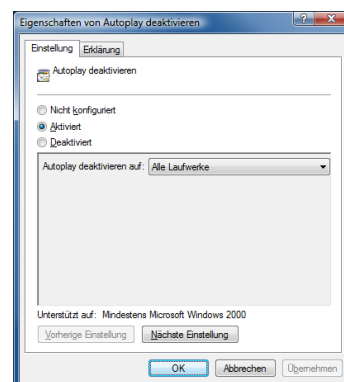 Eigenschaften von Autoplay deaktivieren
Einstellung Erklärung
Autoplay deaktivieren
Nicht konfiguriert
Aktiviert
Deaktiviert
Autoplay deaktivieren auf: Alle Laufwerke
Unterstützt auf: Mindestens Microsoft Windows 2000
Vorherige Einstellung Nächste Einstellung
OK Abbrechen Übernehmen